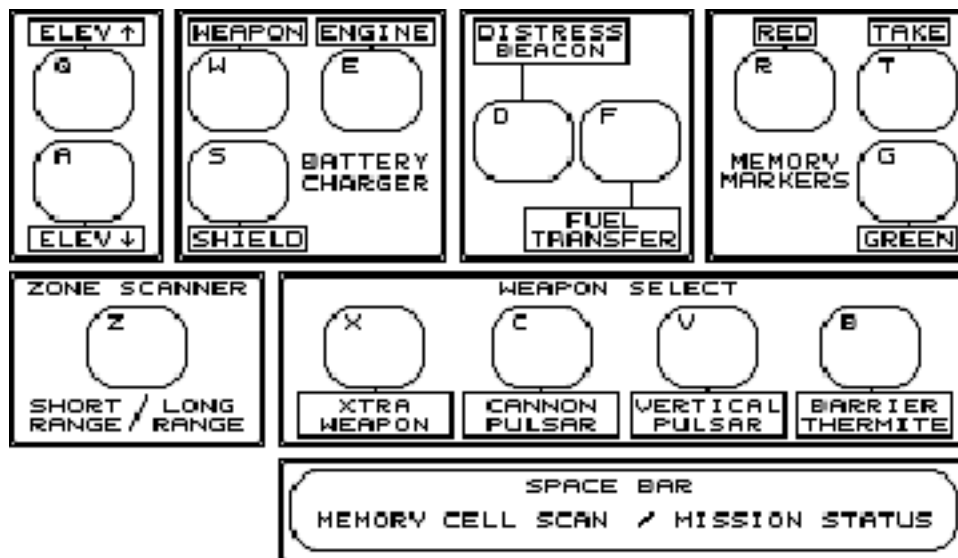 ELEV ↑
Q
A
ELEV ↓
WEAPON ENGINE
W E
S
BATTERY
CHARGER
SHIELD
DISTRESS
BEACON
D F
FUEL
TRANSFER
RED TAKE
R T
MEMORY
MARKERS
G
GREEN
ZONE SCANNER
Z
SHORT / LONG
RANGE / RANGE
WEAPON SELECT
X C V B
XTRA
WEAPON
CANNON
PULSAR
VERTICAL
PULSAR
BARRIER
THERMITE
SPACE BAR
MEMORY CELL SCAN / MISSION STATUS